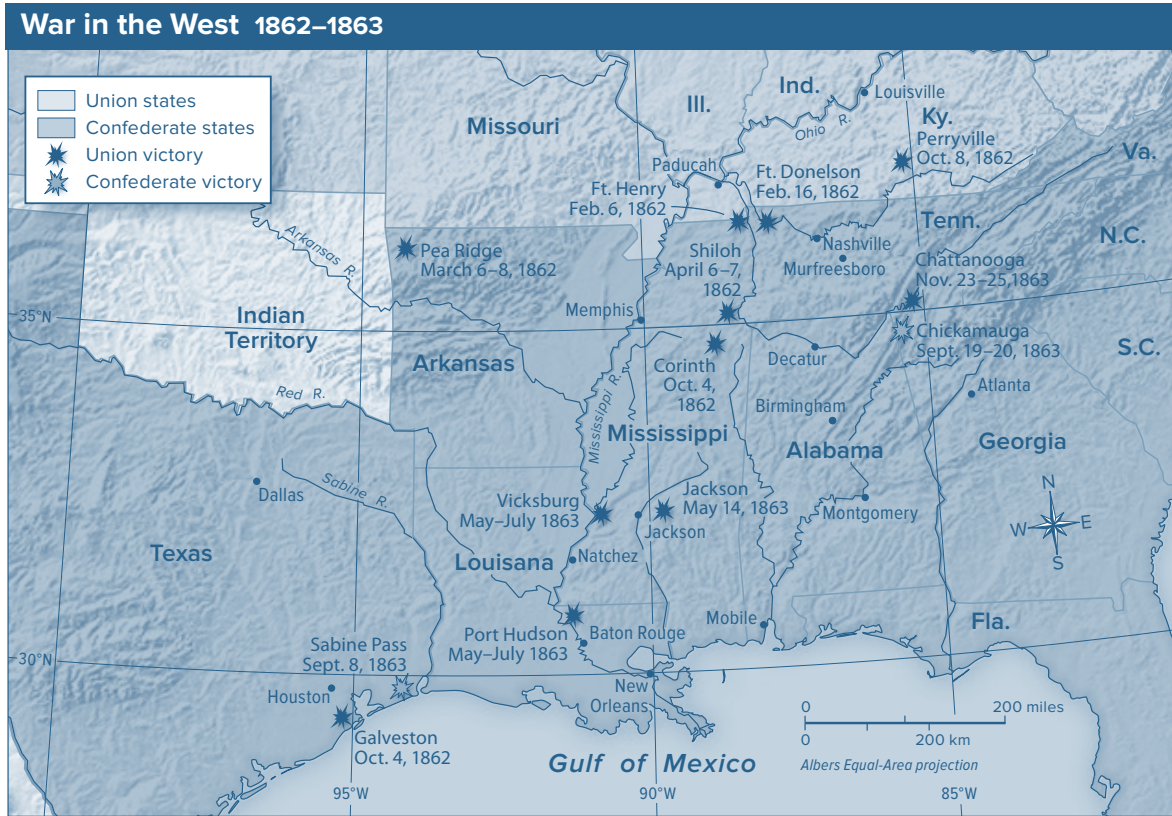 War in the West 1862–1863
Union states
Confederate states
Union victory
Confederate victory
Missouri
Ill.
Ind.
Louisville
Ohio R.
Ky.
Perryville
Oct. 8, 1862
Va.
Paducah
Ft. Henry
Feb. 6, 1862
Ft. Donelson
Feb. 16, 1862
Tenn.
N.C.
Arkansas R.
Pea Ridge
March 6–8, 1862
Shiloh
April 6–7,
1862
Nashville
Murfreesboro
Chattanooga
Nov. 23–25,1863
35°N
Indian
Territory
Memphis
Chickamauga
Sept. 19–20, 1863
S.C.
Arkansas
Decatur
Corinth
Oct. 4,
1862
Atlanta
Red R.
Mississippi R.
Birmingham
Mississippi
Alabama
Georgia
Dallas
Sabine R.
Vicksburg
May–July 1863
Jackson
May 14, 1863
Jackson
Montgomery
N
W
E
S
Texas
Louisana
Natchez
Mobile
Fla.
Port Hudson
May–July 1863
Baton Rouge
Sabine Pass
Sept. 8, 1863
30°N
Houston
New
Orleans
Galveston
Oct. 4, 1862
Gulf of Mexico
0
200 miles
0
200 km
Albers Equal-Area projection
95°W
90°W
85°W